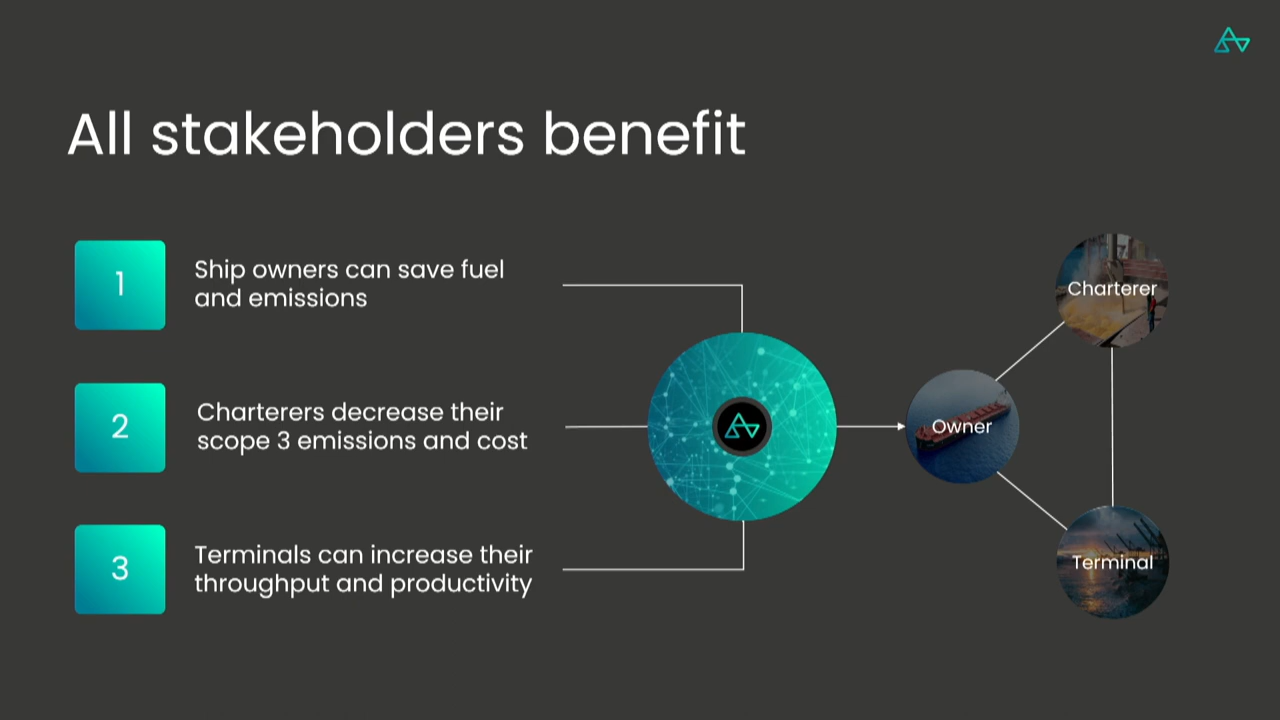 All stakeholders benefit
1
Ship owners can save fuel
and emissions
2
Charterers decrease their
scope 3 emissions and cost
3
Terminals can increase their
throughput and productivity
Charterer
Owner
Terminal